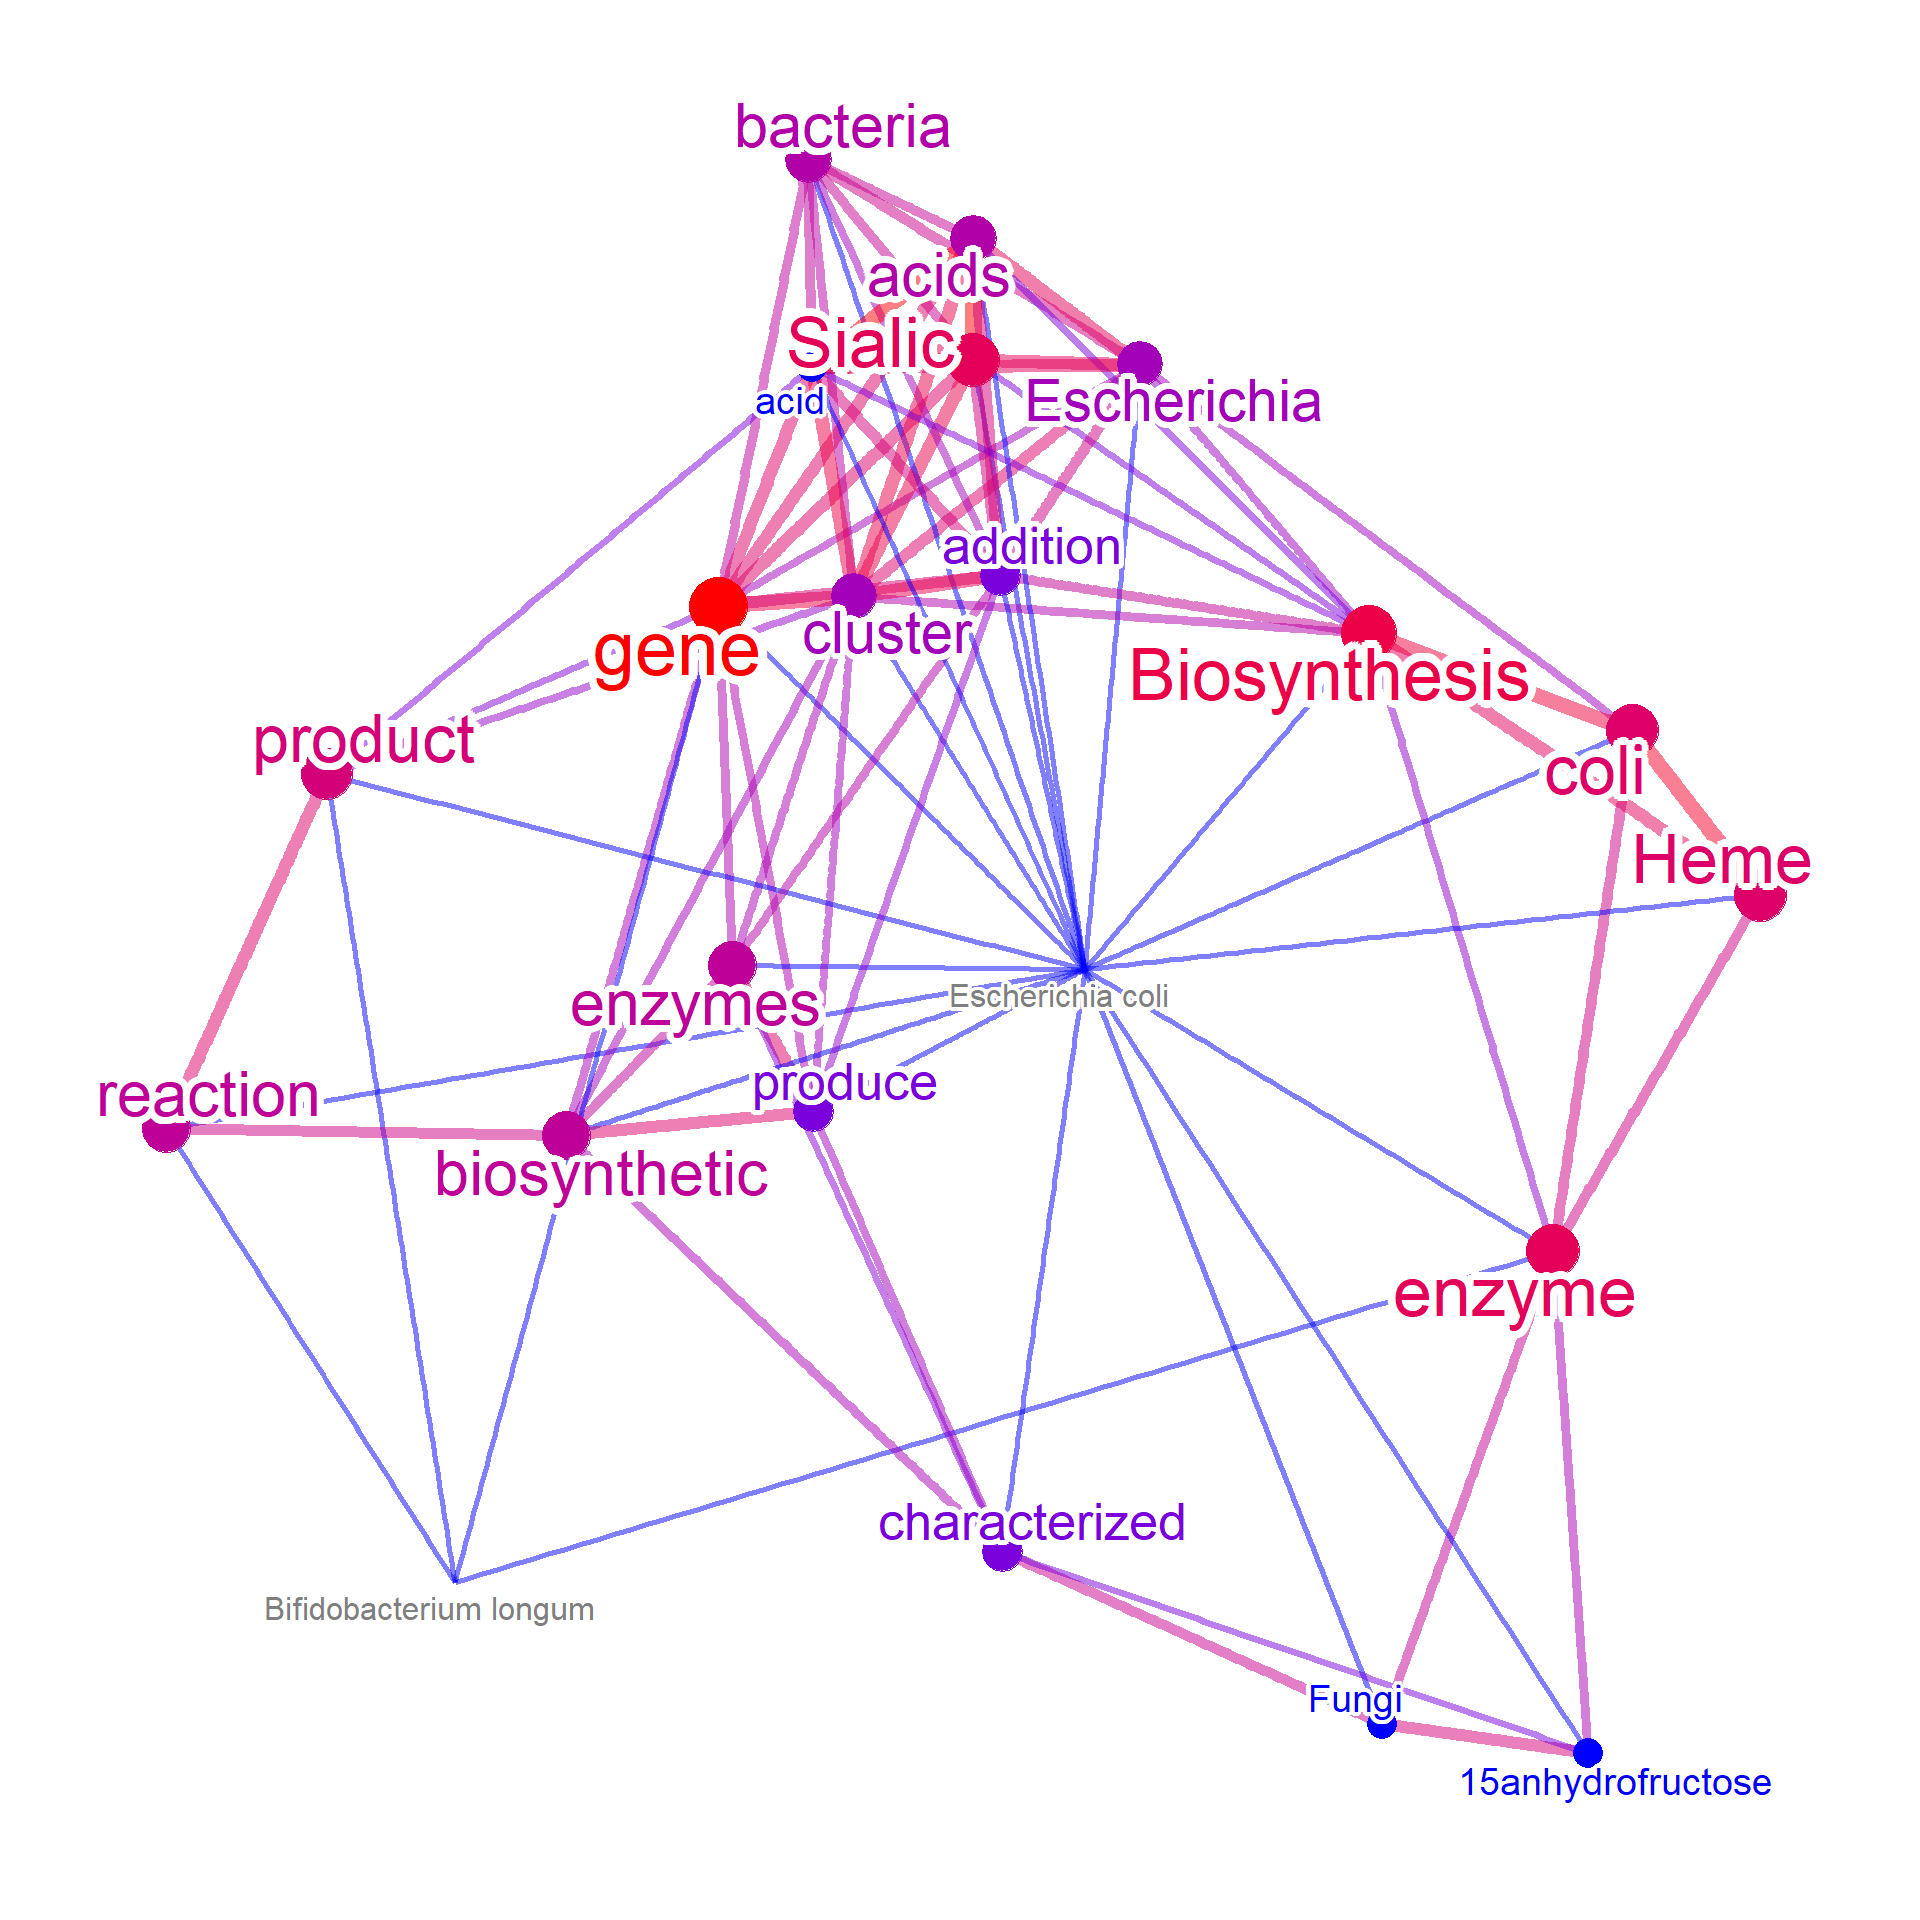 bacteria
acids
Sialic
acid
Escherichia
addition
cluster
gene
Biosynthesis
product
coli
Heme
enzymes
Escherichia coli
produce
reaction
biosynthetic
enzyme
characterized
Bifidobacterium longum
Fungi
15anhydrofructose